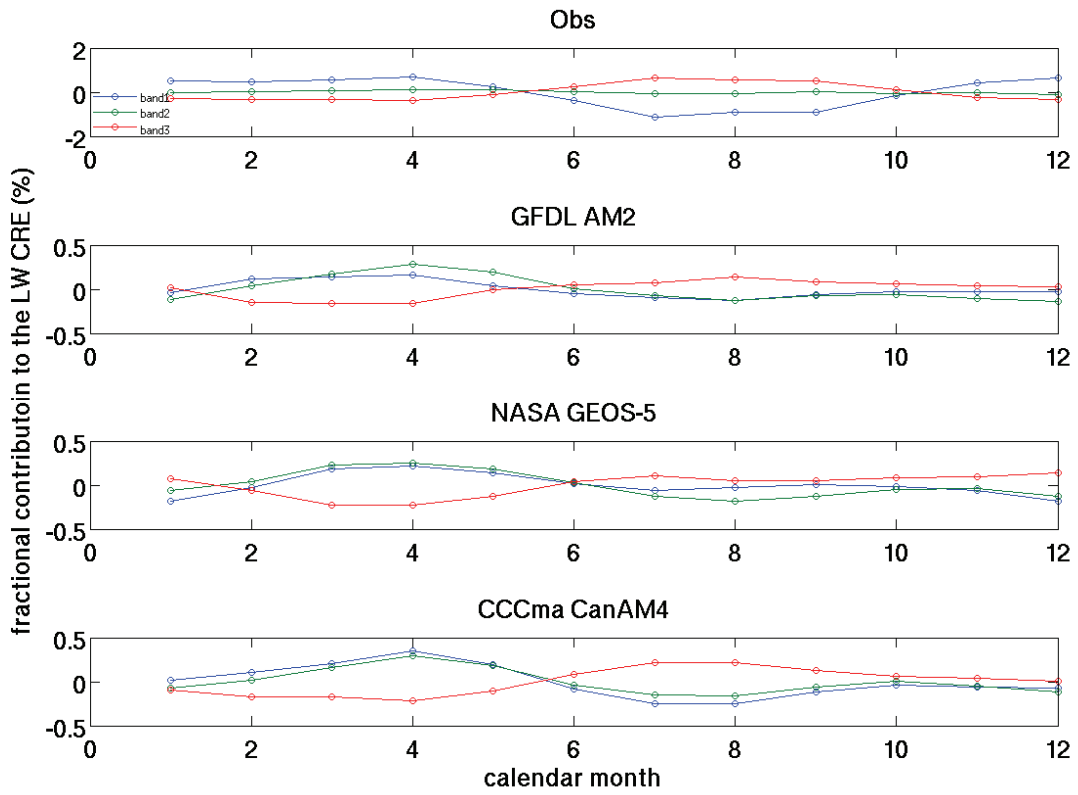 Obs
2
0
-2
band1
band2
band3
0 2 4 6 8 10 12
GFDL AM2
0.5
0
-0.5
0 2 4 6 8 10 12
NASA GEOS-5
0.5
0
-0.5
0 2 4 6 8 10 12
CCCma CanAM4
0.5
0
-0.5
0 2 4 6 8 10 12
calendar month
fractional contributoin to the LW CRE (%)